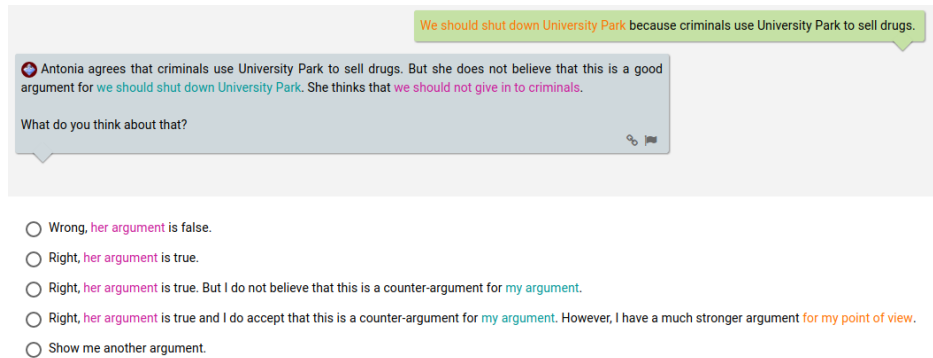 We should shut down University Park because criminals use University Park to sell drugs.
Antonia agrees that criminals use University Park to sell drugs. But she does not believe that this is a good
argument for we should shut down University Park. She thinks that we should not give in to criminals.
What do you think about that?
Wrong, her argument is false.
Right, her argument is true.
Right, her argument is true. But I do not believe that this is a counter-argument for my argument.
Right, her argument is true and I do accept that this is a counter-argument for my argument. However, I have a much stronger argument for my point of view.
Show me another argument.